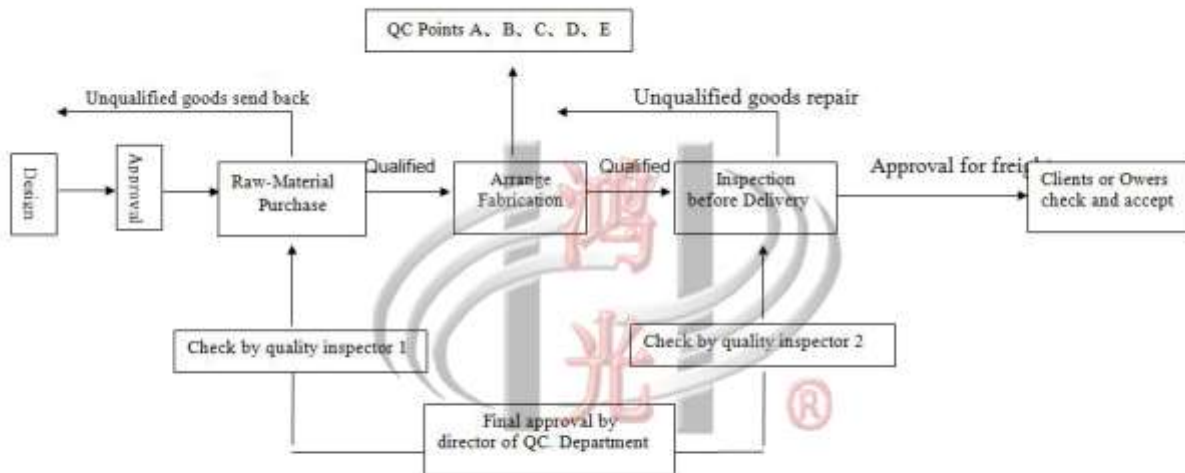 QC Points A、B、C、D、E
Unqualified goods send back
Unqualified goods repair
Design
Approval
Raw-Material
Purchase
Qualified
Arrange
Fabrication
Qualified
Inspection
before Delivery
Approval for freight
Clients or Owers
check and accept
鸿
光
®
Check by quality inspector 1
Check by quality inspector 2
Final approval by
director of QC. Department